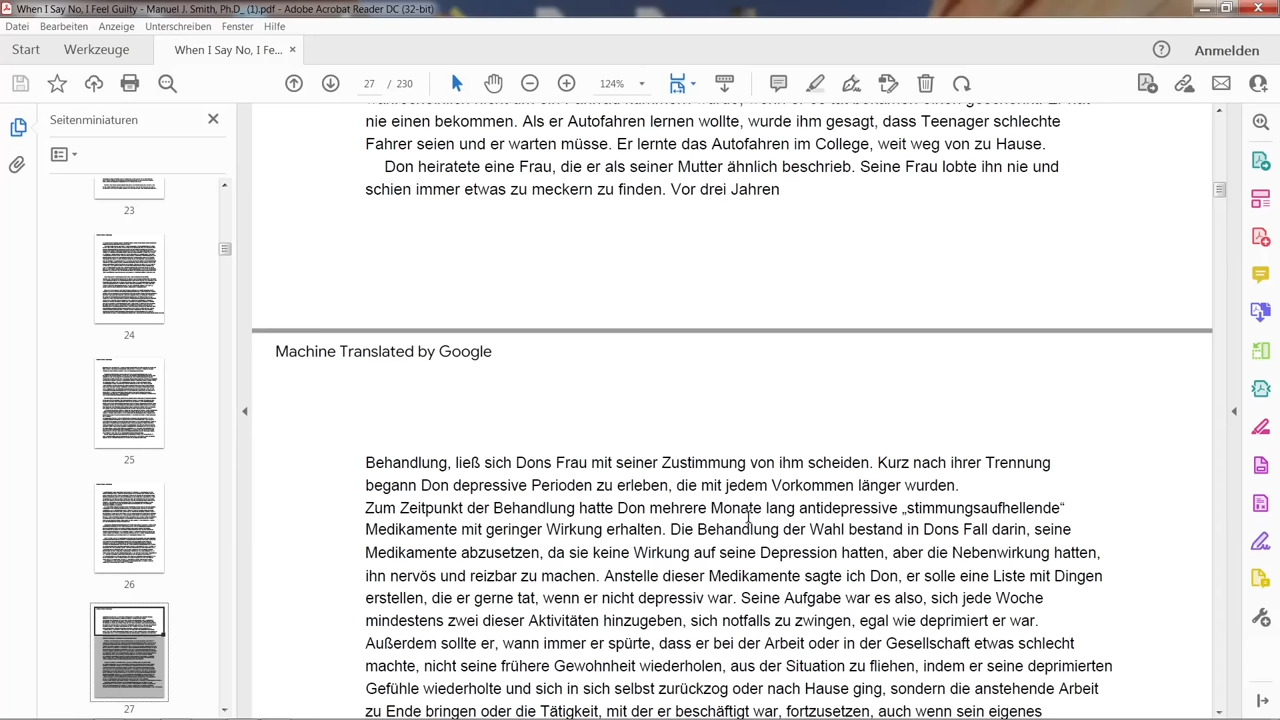 When I Say No, I Feel Guilty - Manuel J. Smith, Ph.D_ (1).pdf - Adobe Acrobat Reader DC (32-bit)
Datei Bearbeiten Anzeige Unterschreiben Fenster Hilfe
Start Werkzeuge When I Say No, I Fe... × Anmelden
27 / 230 124%
Seitenminiaturen
23
24
25
26
27
nie einen bekommen. Als er Autofahren lernen wollte, wurde ihm gesagt, dass Teenager schlechte
Fahrer seien und er warten müsse. Er lernte das Autofahren im College, weit weg von zu Hause.
Don heiratete eine Frau, die er als seiner Mutter ähnlich beschrieb. Seine Frau lobte ihn nie und
schien immer etwas zu meckern zu finden. Vor drei Jahren
Machine Translated by Google
Behandlung, ließ sich Dons Frau mit seiner Zustimmung von ihm scheiden. Kurz nach ihrer Trennung
begann Don depressive Perioden zu erleben, die mit jedem Vorkommen länger wurden.
Zum Zeitpunkt der Behandlung hatte Don mehrere Monate lang antidepressive „stimmungsaufhellende“
Medikamente mit geringer Wirkung erhalten. Die Behandlung der Wahl bestand in Dons Fall darin, seine
Medikamente abzusetzen, da sie keine Wirkung auf seine Depression hatten, aber die Nebenwirkung hatten,
ihn nervös und reizbar zu machen. Anstelle dieser Medikamente sagte ich Don, er solle eine Liste mit Dingen
erstellen, die er gerne tat, wenn er nicht depressiv war. Seine Aufgabe war es also, sich jede Woche
mindestens zwei dieser Aktivitäten hinzugeben, sich notfalls zu zwingen, egal wie deprimiert er war.
Außerdem sollte er, wann immer er spürte, dass er bei der Arbeit oder in der Gesellschaft etwas schlecht
machte, nicht seine frühere Gewohnheit wiederholen, aus der Situation zu fliehen, indem er seine deprimierten
Gefühle wiederholte und sich in sich selbst zurückzog oder nach Hause ging, sondern die anstehende Arbeit
zu Ende bringen oder die Tätigkeit, mit der er beschäftigt war, fortzusetzen, auch wenn sein eigenes